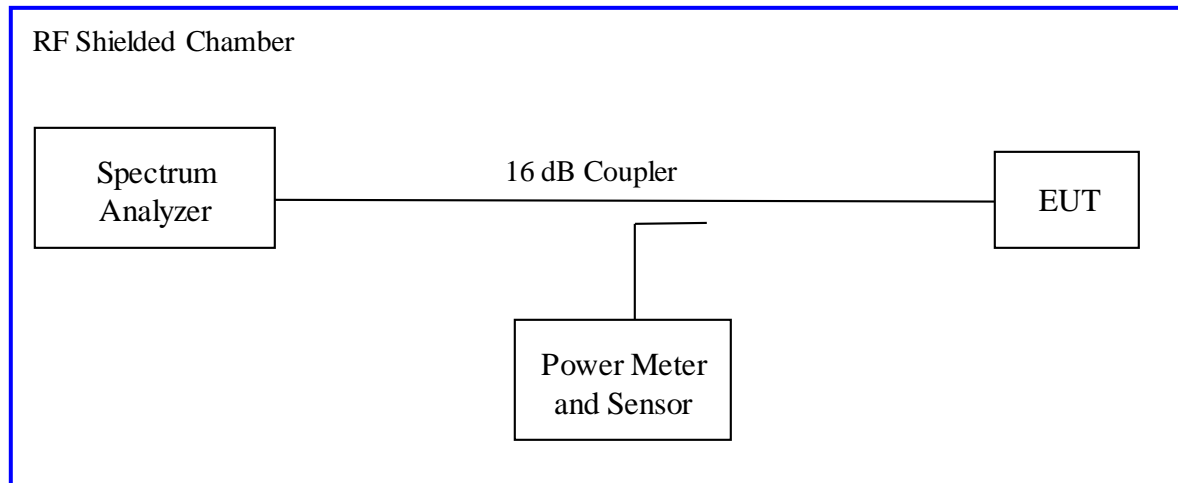 RF Shielded Chamber
Spectrum
Analyzer
16 dB Coupler
EUT
Power Meter
and Sensor